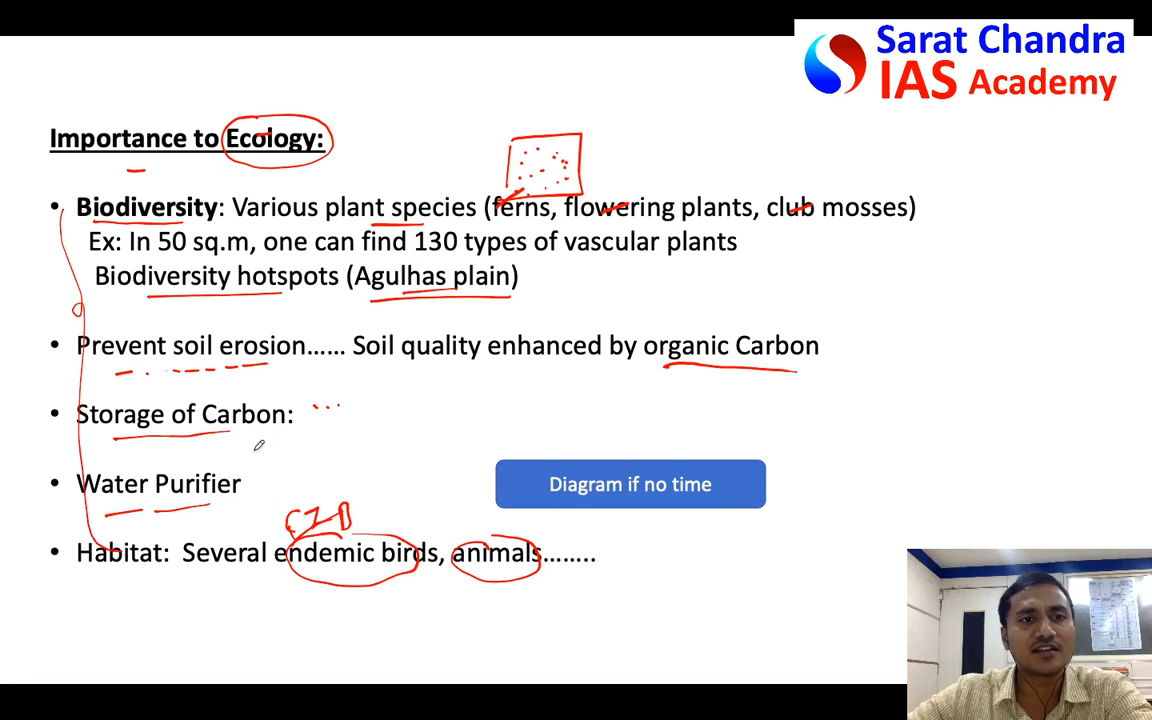 Sarat Chandra
IAS Academy
Importance to Ecology:
• Biodiversity: Various plant species (ferns, flowering plants, club mosses)
Ex: In 50 sq.m, one can find 130 types of vascular plants
Biodiversity hotspots (Agulhas plain)
• Prevent soil erosion…… Soil quality enhanced by organic Carbon
• Storage of Carbon: ...
• Water Purifier
Diagram if no time
• Habitat: Several endemic birds, animals……..